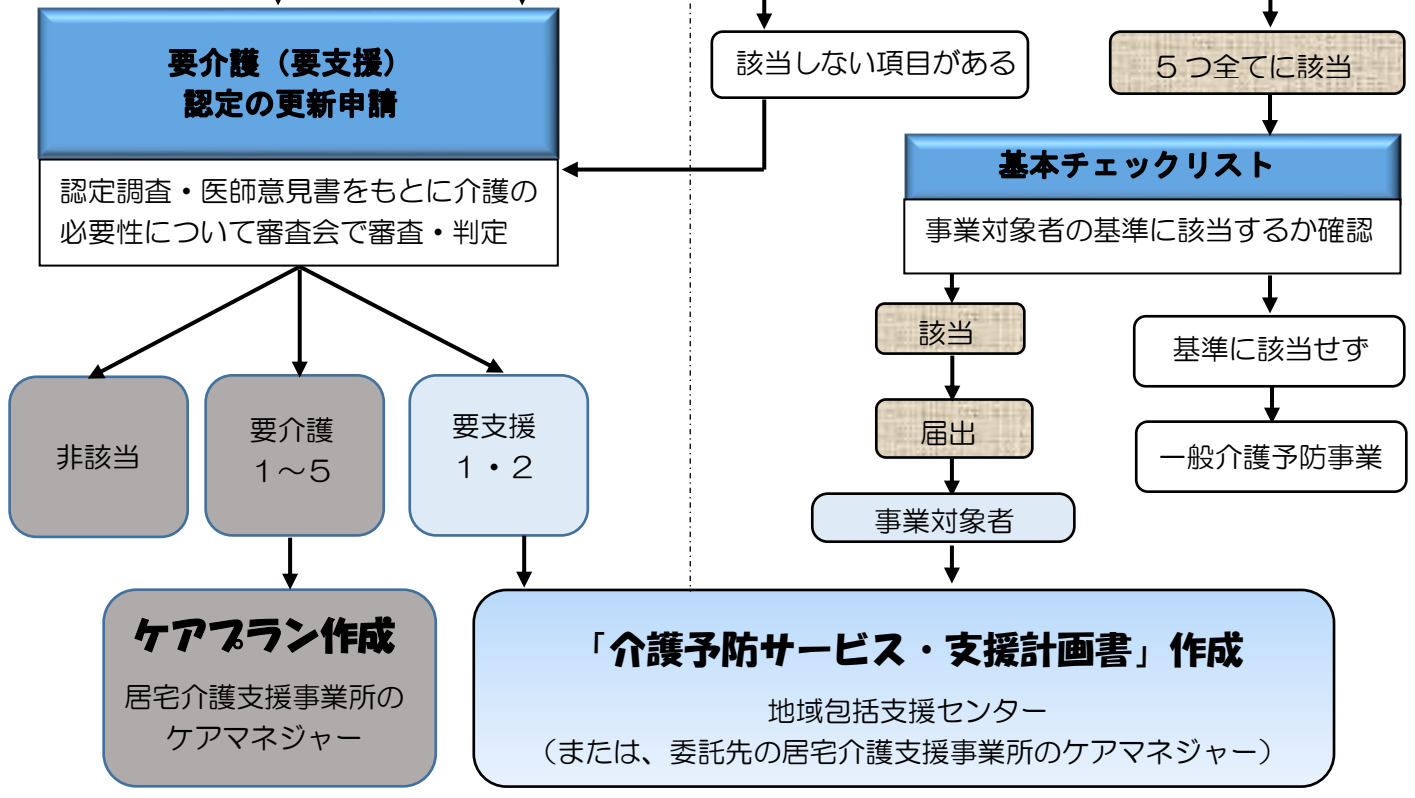 要介護（要支援）
認定の更新申請
認定調査・医師意見書をもとに介護の
必要性について審査会で審査・判定
該当しない項目がある
５つ全てに該当
基本チェックリスト
事業対象者の基準に該当するか確認
該当
基準に該当せず
届出
一般介護予防事業
事業対象者
非該当
要介護
１～５
要支援
１・２
ケアプラン作成
居宅介護支援事業所の
ケアマネジャー
「介護予防サービス・支援計画書」作成
地域包括支援センター
（または、委託先の居宅介護支援事業所のケアマネジャー）